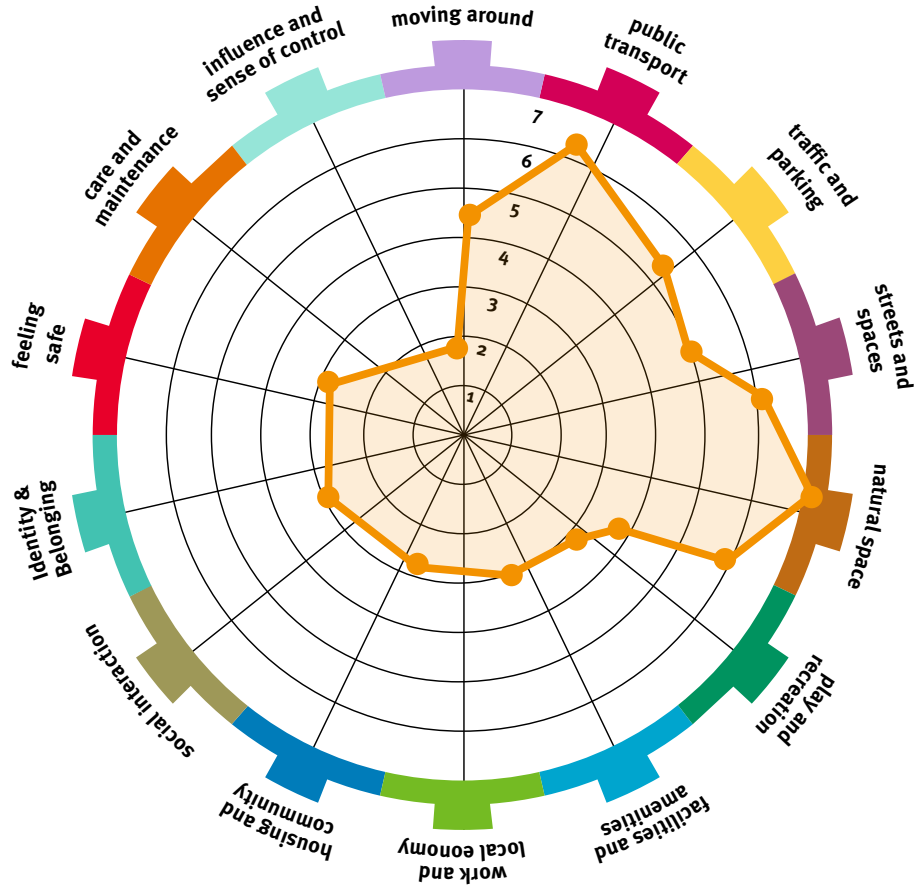 moving around
public
transport
traffic and
parking
streets and
spaces
natural space
play and
recreation
facilities and
amenities
work and
local eonomy
housing and
community
social interaction
Identity &
Belonging
feeling
safe
care and
maintenance
influence and
sense of control
7
6
5
4
3
2
1